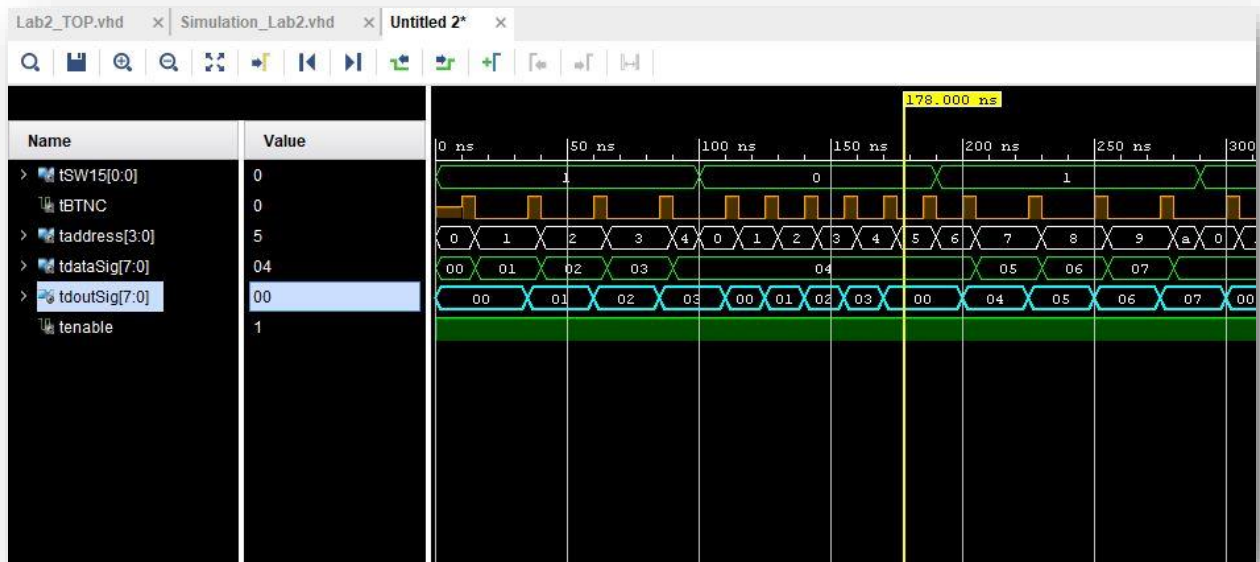 Lab2_TOP.vhd × Simulation_Lab2.vhd × Untitled 2* ×
178.000 ns
Name Value 0 ns 50 ns 100 ns 150 ns 200 ns 250 ns 300
> tSW15[0:0] 0 1 0 1
tBTNC 0
> taddress[3:0] 5 0 1 2 3 4 0 1 2 3 4 5 6 7 8 9 a 0
> tdataSig[7:0] 04 00 01 02 03 04 05 06 07
> tdoutSig[7:0] 00 00 01 02 03 00 01 02 03 00 04 05 06 07 00
tenable 1